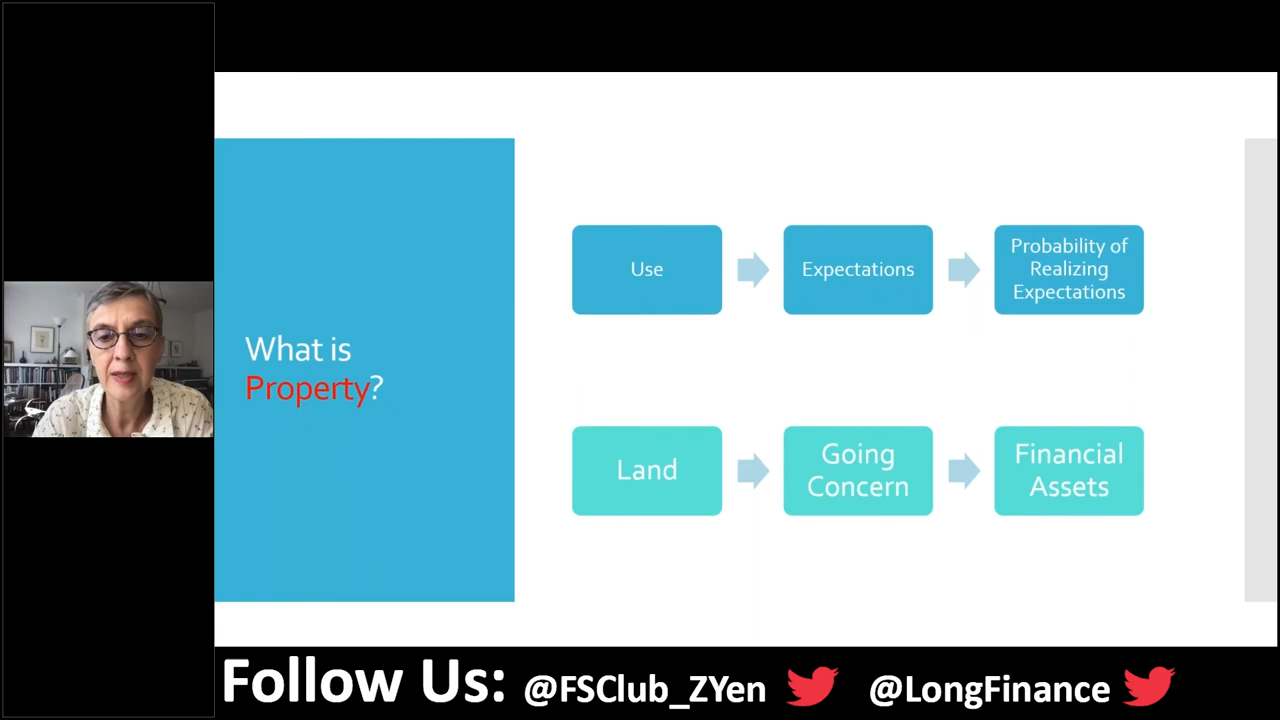 What is
Property?
Use
Expectations
Probability of
Realizing
Expectations
Land
Going
Concern
Financial
Assets
Follow Us: @FSClub_ZYen @LongFinance